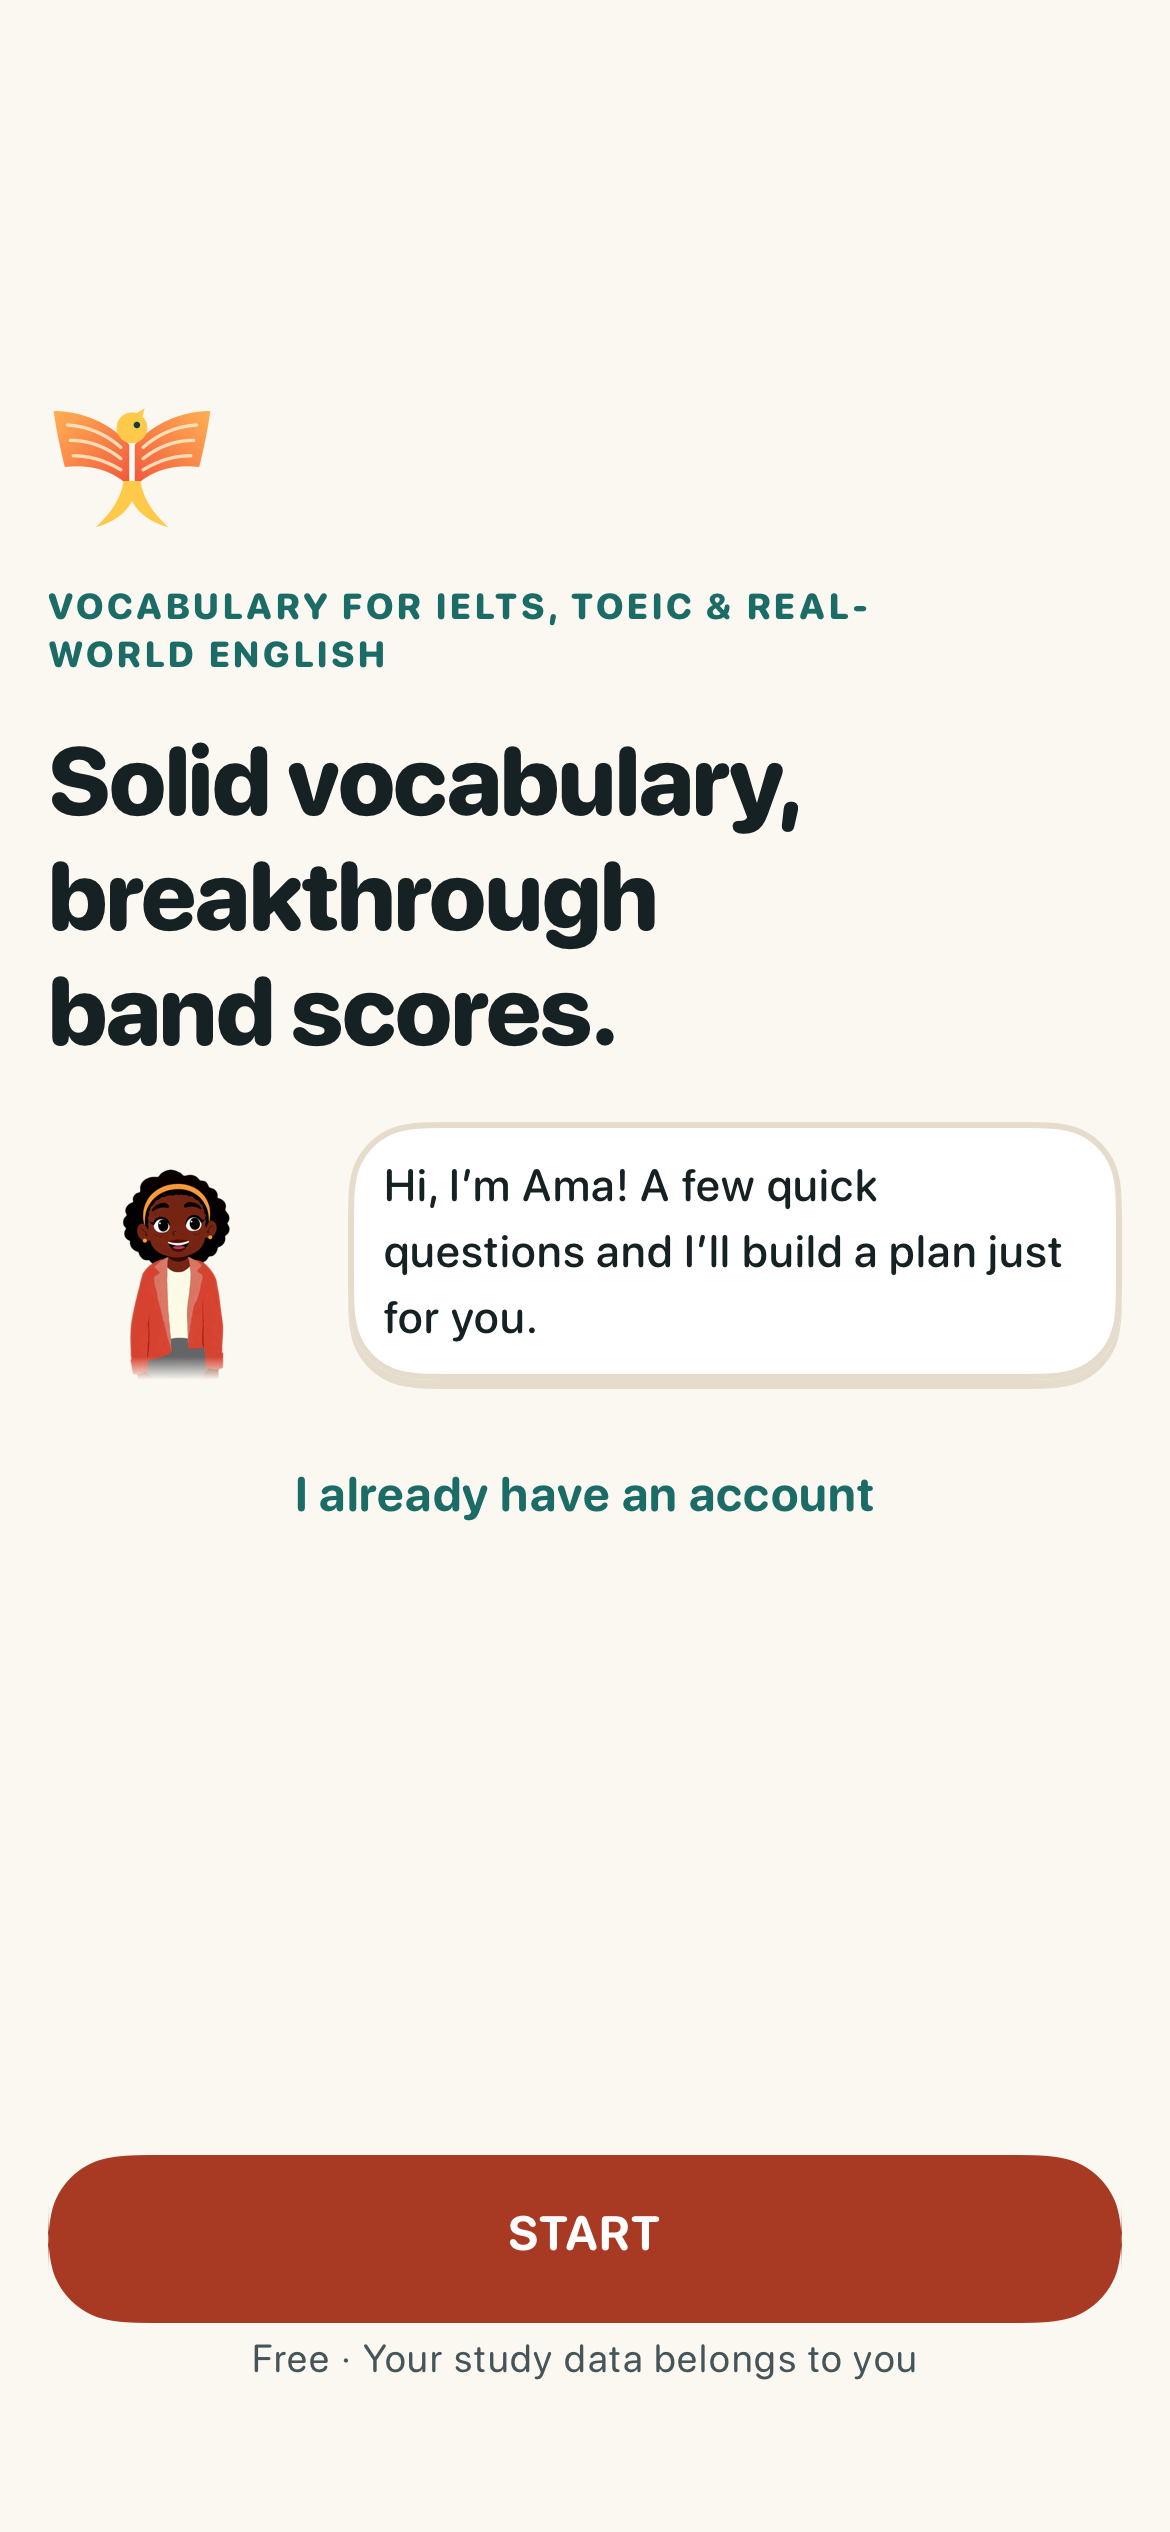 VOCABULARY FOR IELTS, TOEIC & REAL-
WORLD ENGLISH
Solid vocabulary,
breakthrough
band scores.
Hi, I’m Ama! A few quick
questions and I’ll build a plan just
for you.
I already have an account
START
Free · Your study data belongs to you